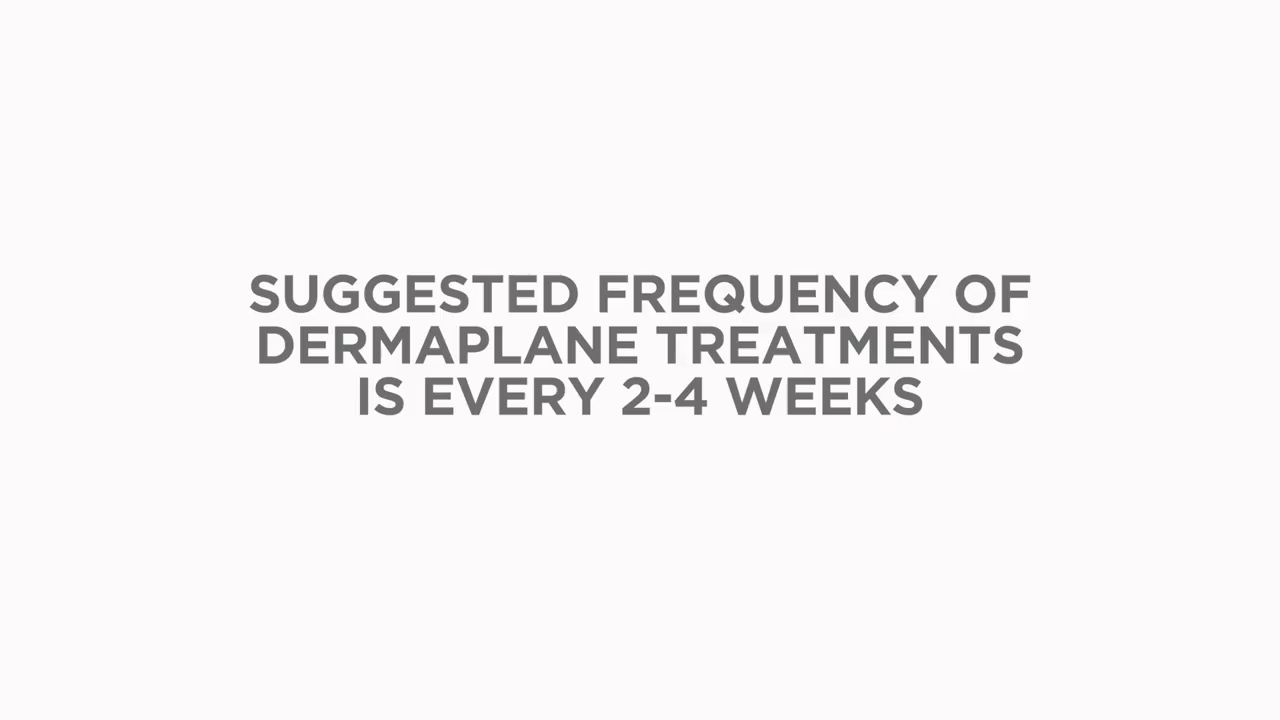 SUGGESTED FREQUENCY OF
DERMAPLANE TREATMENTS
IS EVERY 2-4 WEEKS